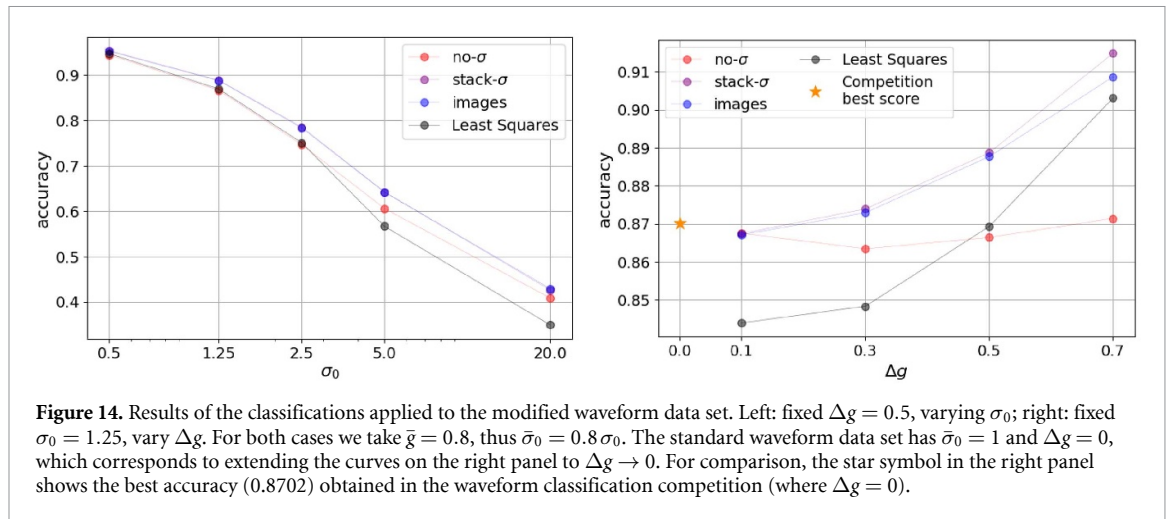 accuracy
0.9
0.8
0.7
0.6
0.5
0.4
no-σ
stack-σ
images
Least Squares
0.5
1.25
2.5
5.0
20.0
σ₀
accuracy
0.91
0.90
0.89
0.88
0.87
0.86
0.85
no-σ
stack-σ
images
Least Squares
Competition
best score
0.0
0.1
0.3
0.5
0.7
Δg
Figure 14. Results of the classifications applied to the modified waveform data set. Left: fixed Δg = 0.5, varying σ₀; right: fixed
σ₀ = 1.25, vary Δg. For both cases we take ḡ = 0.8, thus σ̄₀ = 0.8 σ₀. The standard waveform data set has σ̄₀ = 1 and Δg = 0,
which corresponds to extending the curves on the right panel to Δg → 0. For comparison, the star symbol in the right panel
shows the best accuracy (0.8702) obtained in the waveform classification competition (where Δg = 0).